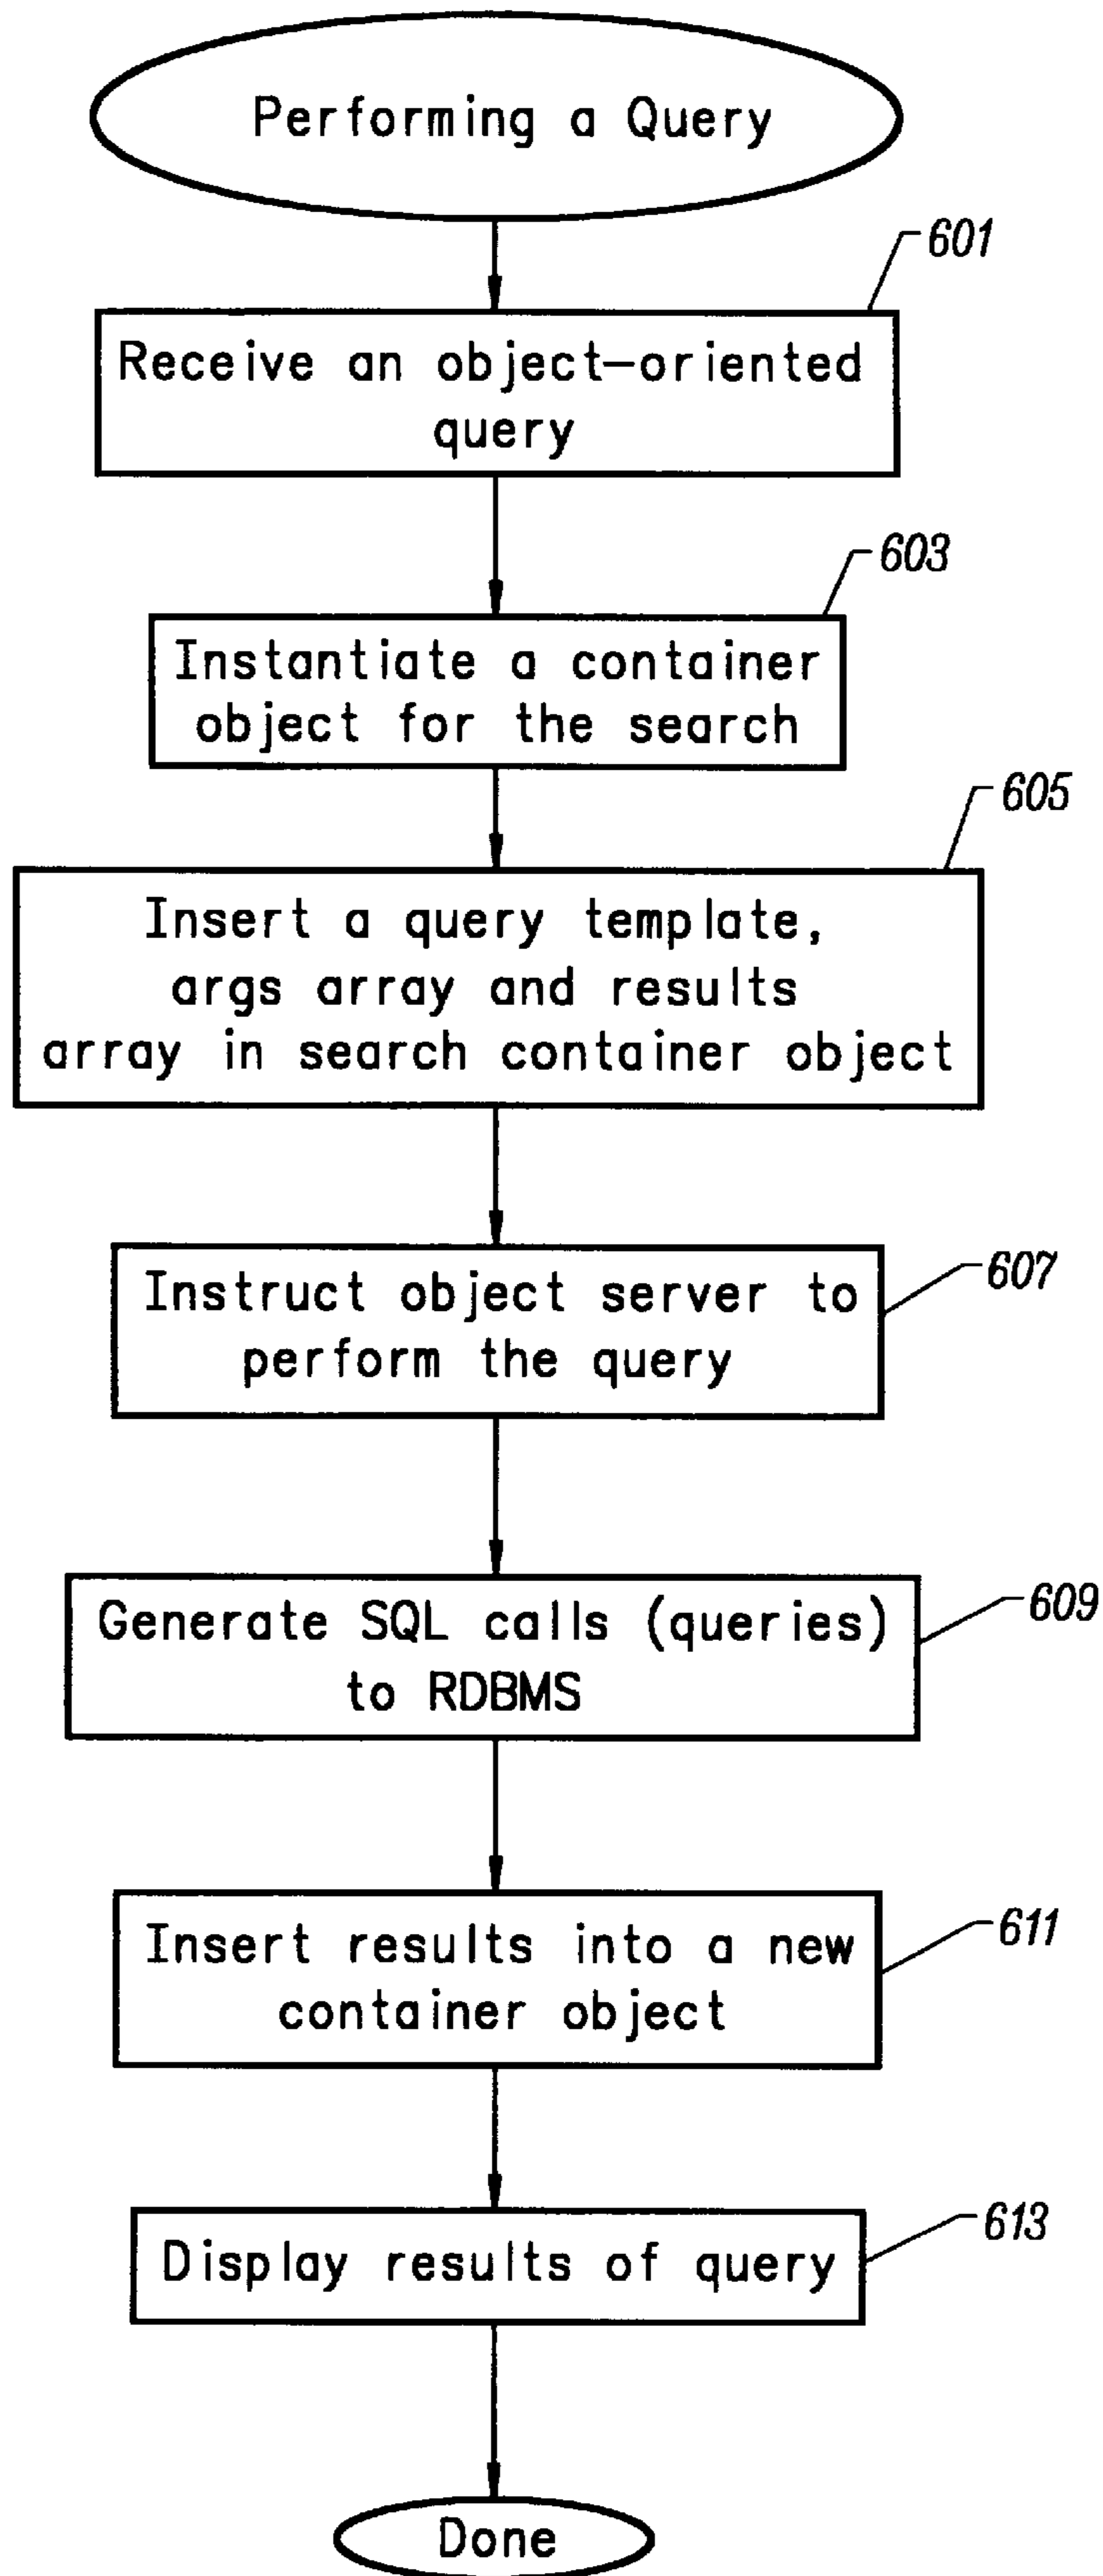 Performing a Query
601
Receive an object-oriented
query
603
Instantiate a container
object for the search
605
Insert a query template,
args array and results
array in search container object
607
Instruct object server to
perform the query
609
Generate SQL calls (queries)
to RDBMS
611
Insert results into a new
container object
613
Display results of query
Done